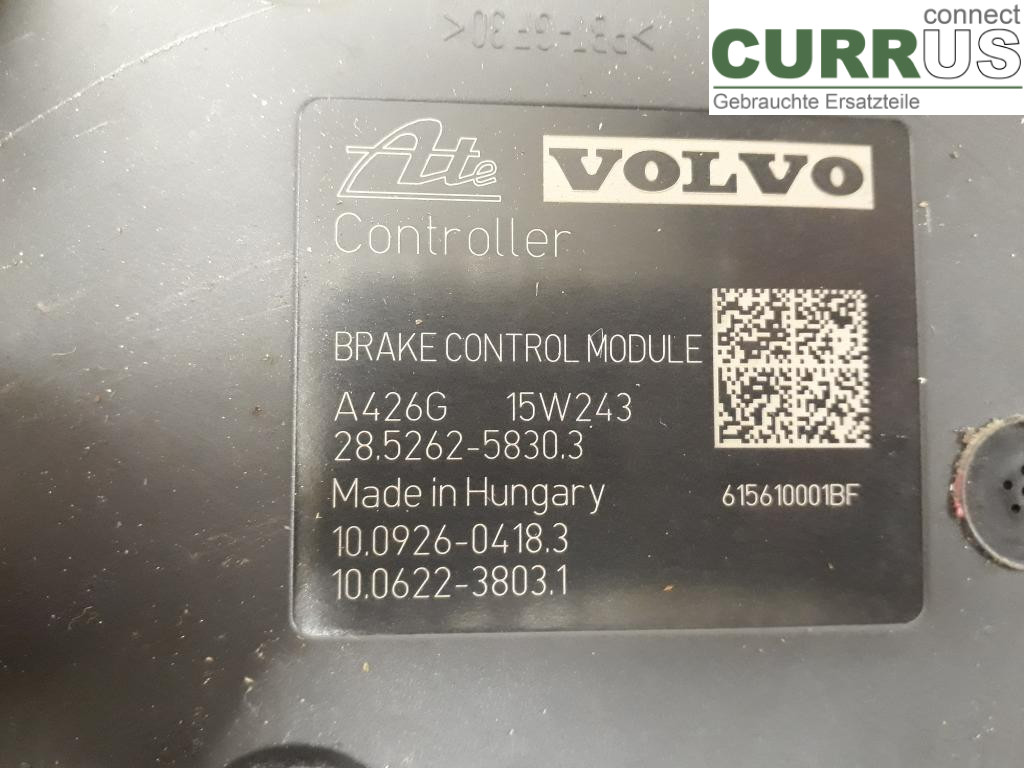 connect
CURRUS
Gebrauchte Ersatzteile
Ate VOLVO
Controller
BRAKE CONTROL MODULE
A426G 15W243
28.5262-5830.3
Made in Hungary
615610001BF
10.0926-0418.3
10.0622-3803.1